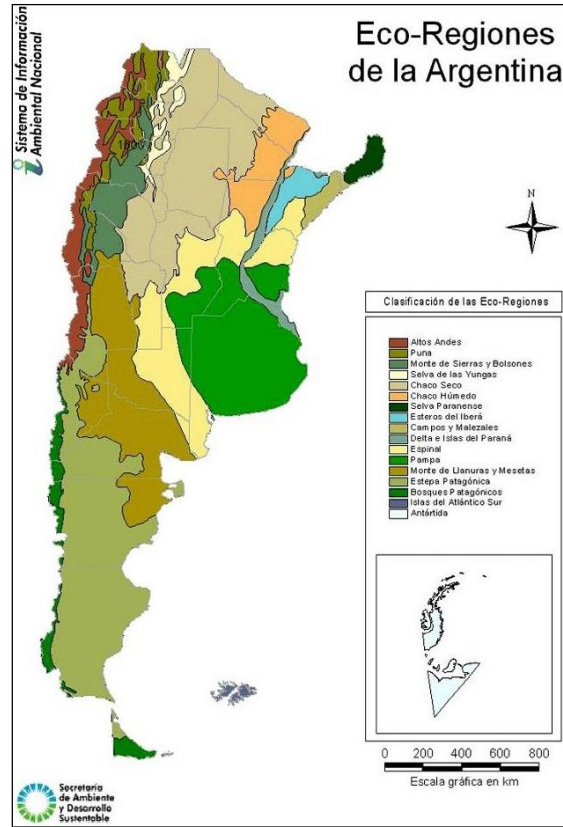 Sistema de Información
Ambiental Nacional
Eco-Regiones
de la Argentina
N
Clasificación de las Eco-Regiones
Altos Andes
Puna
Monte de Sierras y Bolsones
Selva de las Yungas
Chaco Seco
Chaco Húmedo
Selva Paranense
Esteros del Iberá
Campos y Malezales
Delta e Islas del Paraná
Espinal
Pampa
Monte de Llanuras y Mesetas
Estepa Patagónica
Bosques Patagónicos
Islas del Atlántico Sur
Antártida
0 200 400 600 800
Escala gráfica en km
Secretaría
de Ambiente
y Desarrollo
Sustentable